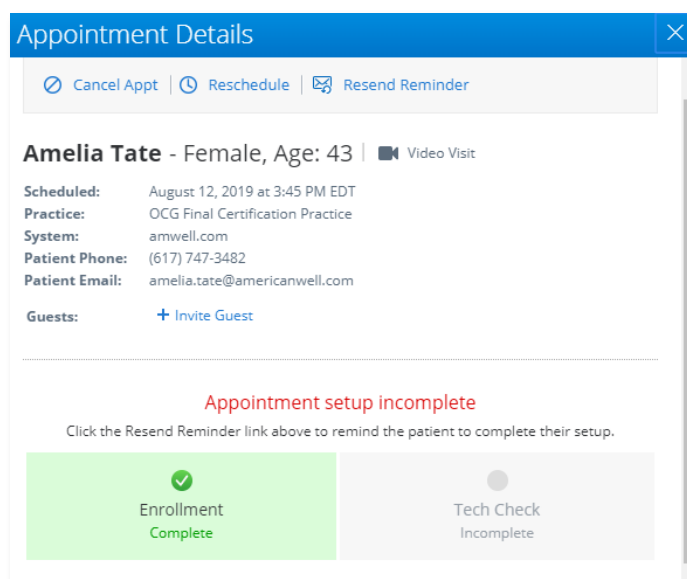 Appointment Details
Cancel Appt | Reschedule | Resend Reminder
Amelia Tate - Female, Age: 43 | Video Visit
Scheduled: August 12, 2019 at 3:45 PM EDT
Practice: OCG Final Certification Practice
System: amwell.com
Patient Phone: (617) 747-3482
Patient Email: amelia.tate@americanwell.com
Guests: + Invite Guest
Appointment setup incomplete
Click the Resend Reminder link above to remind the patient to complete their setup.
Enrollment Tech Check
Complete Incomplete